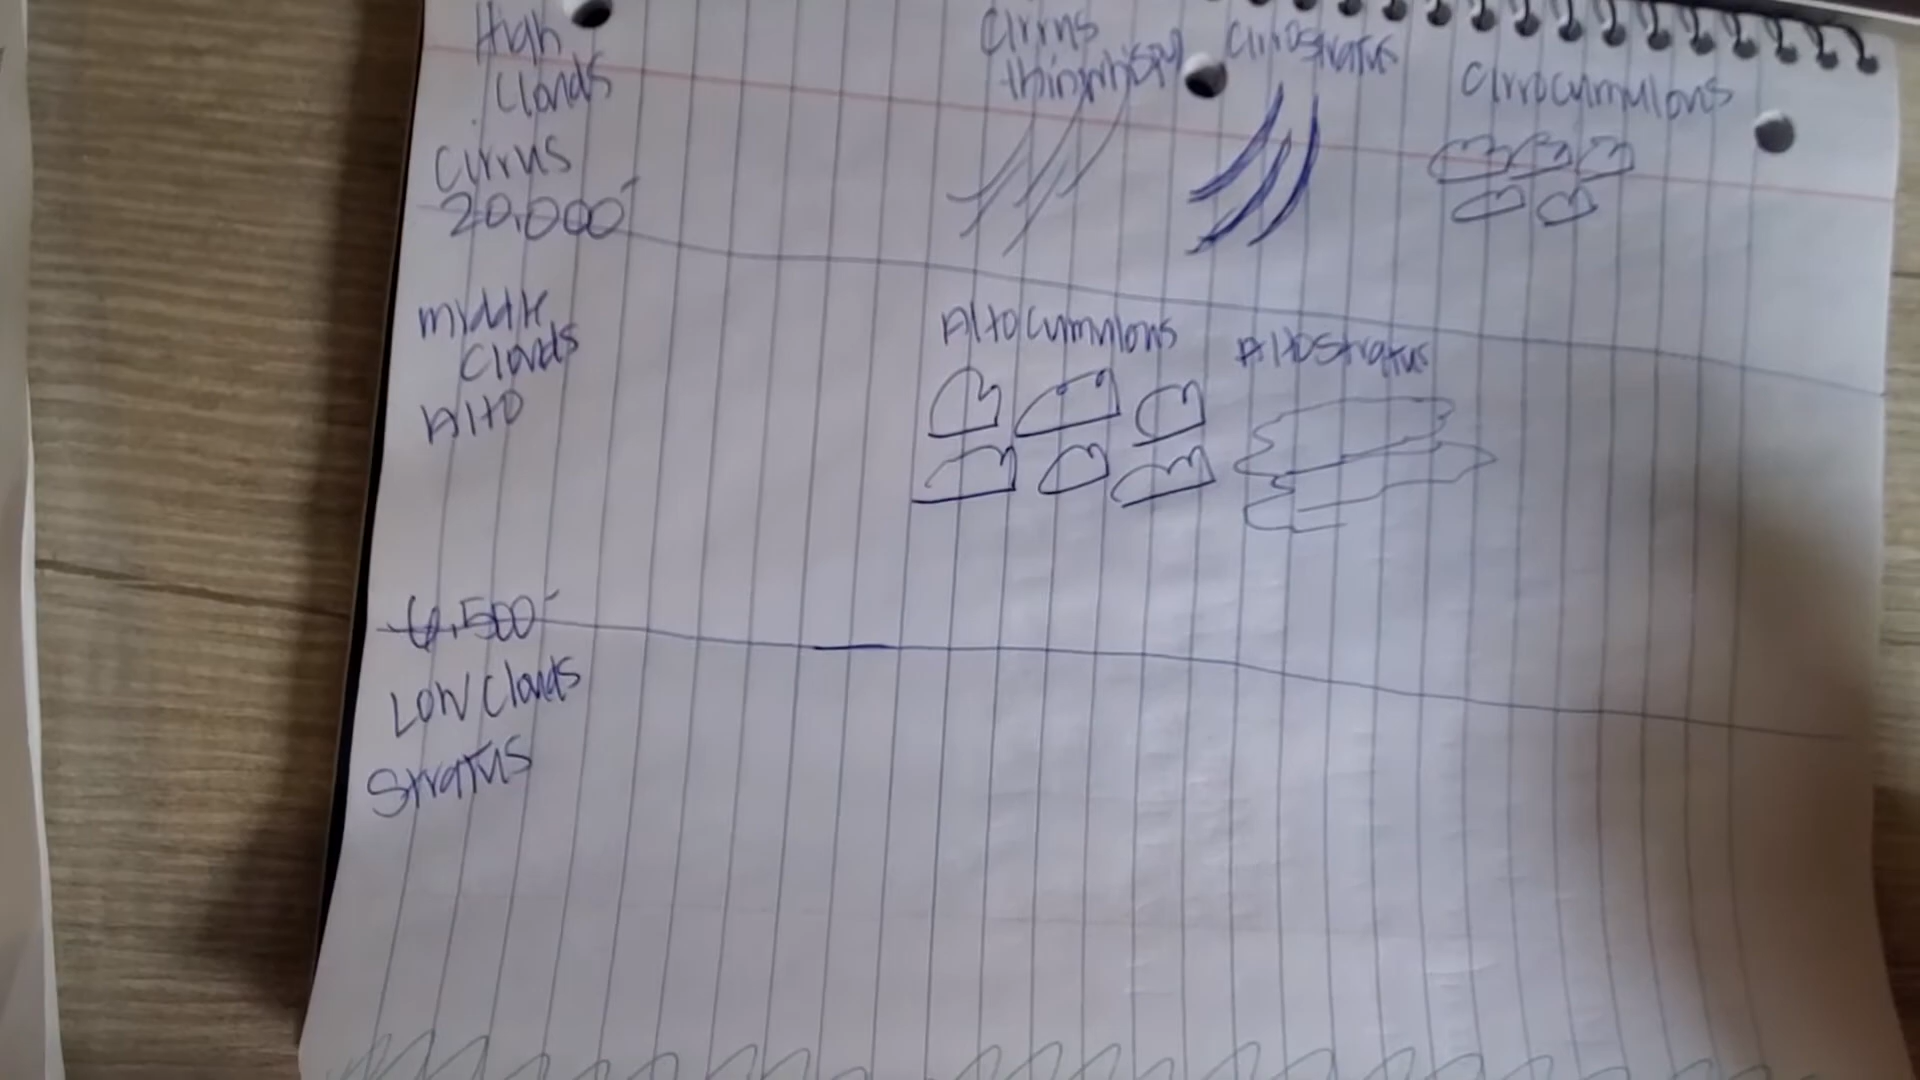 High
Clouds
Cirrus
20,000'
Cirrus
thin, whispy
Cirrostratus
Cirrocumulous
Middle
Clouds
Alto
Altocumulous
Altostratus
6,500'
Low Clouds
Stratus